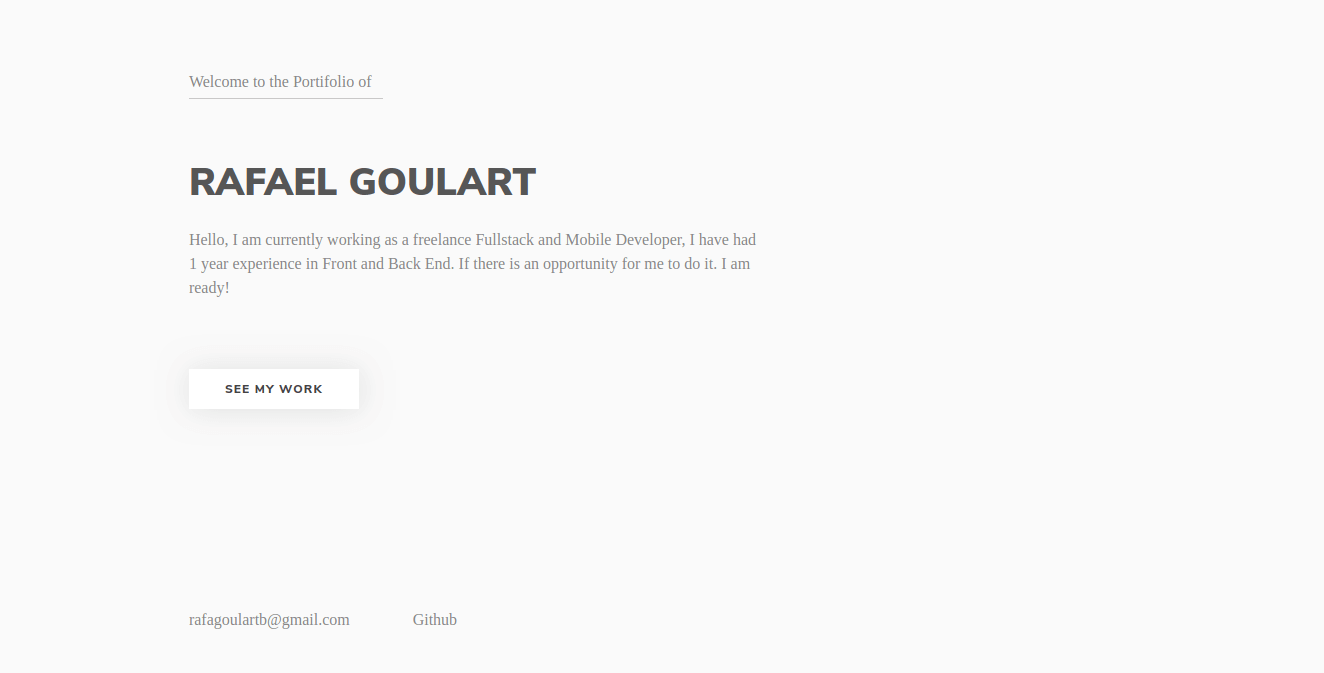 Welcome to the Portifolio of
RAFAEL GOULART
Hello, I am currently working as a freelance Fullstack and Mobile Developer, I have had
1 year experience in Front and Back End. If there is an opportunity for me to do it. I am
ready!
SEE MY WORK
rafagoulartb@gmail.com Github